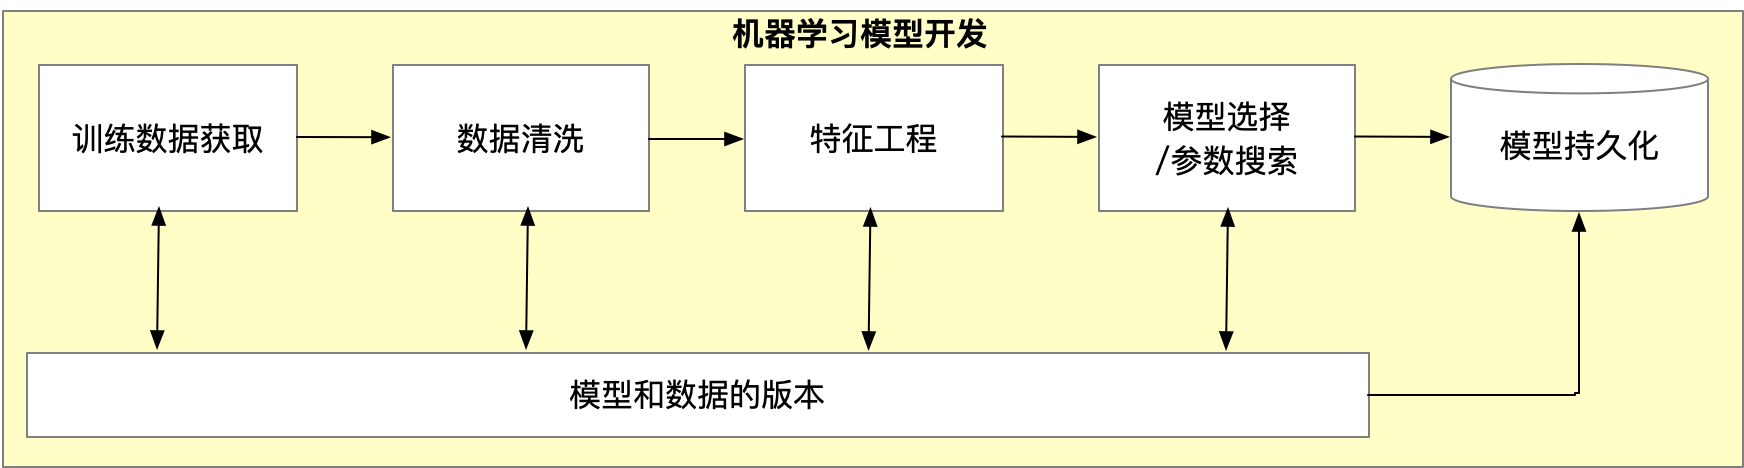 机器学习模型开发
训练数据获取
数据清洗
特征工程
模型选择
/参数搜索
模型持久化
模型和数据的版本